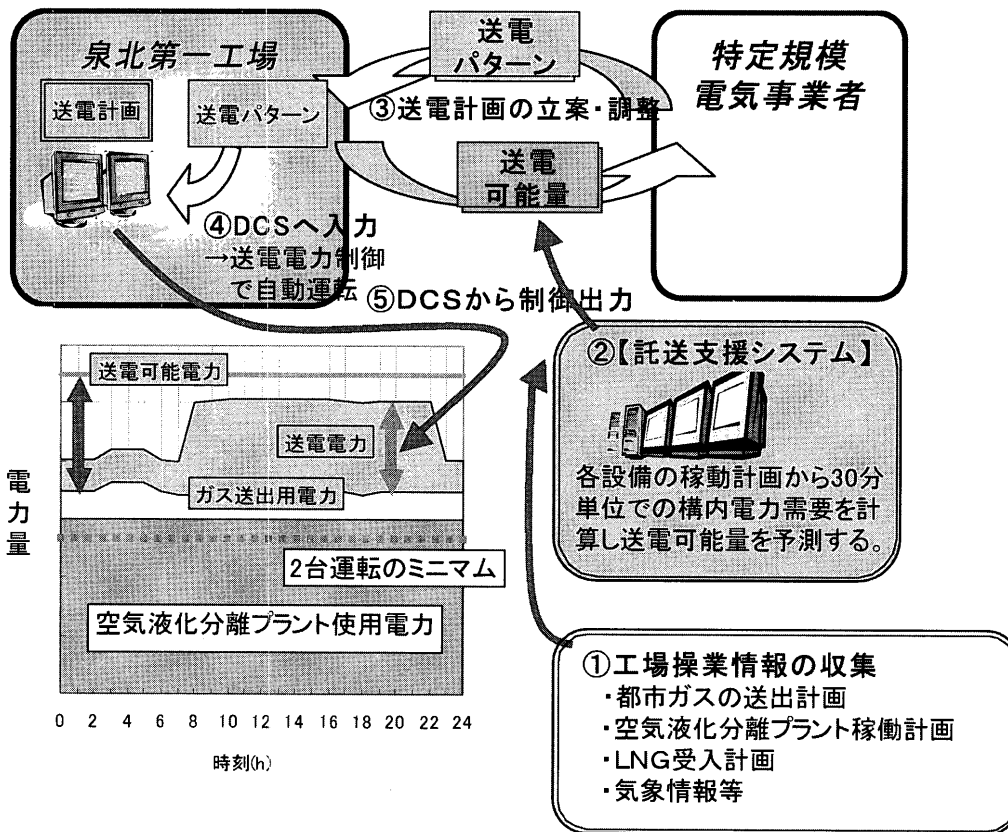 泉北第一工場
送電計画
送電パターン
送電
パターン
③送電計画の立案・調整
送電
可能量
特定規模
電気事業者
④DCSへ入力
→送電電力制御
で自動運転
⑤DCSから制御出力
②【託送支援システム】
各設備の稼動計画から30分
単位での構内電力需要を計
算し送電可能量を予測する。
①工場操業情報の収集
・都市ガスの送出計画
・空気液化分離プラント稼働計画
・LNG受入計画
・気象情報等
電力量
送電可能電力
送電電力
ガス送出用電力
2台運転のミニマム
空気液化分離プラント使用電力
0 2 4 6 8 10 12 14 16 18 20 22 24
時刻(h)